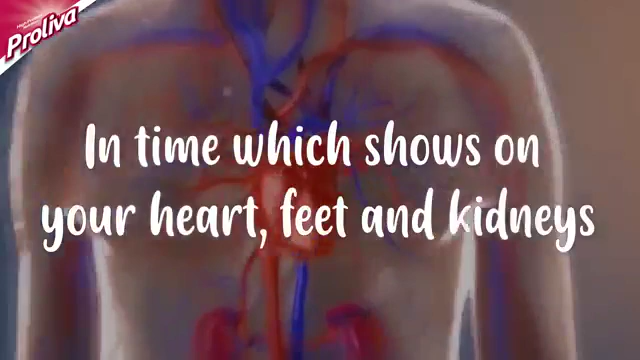 Proliva
In time which shows on
your heart, feet and kidneys